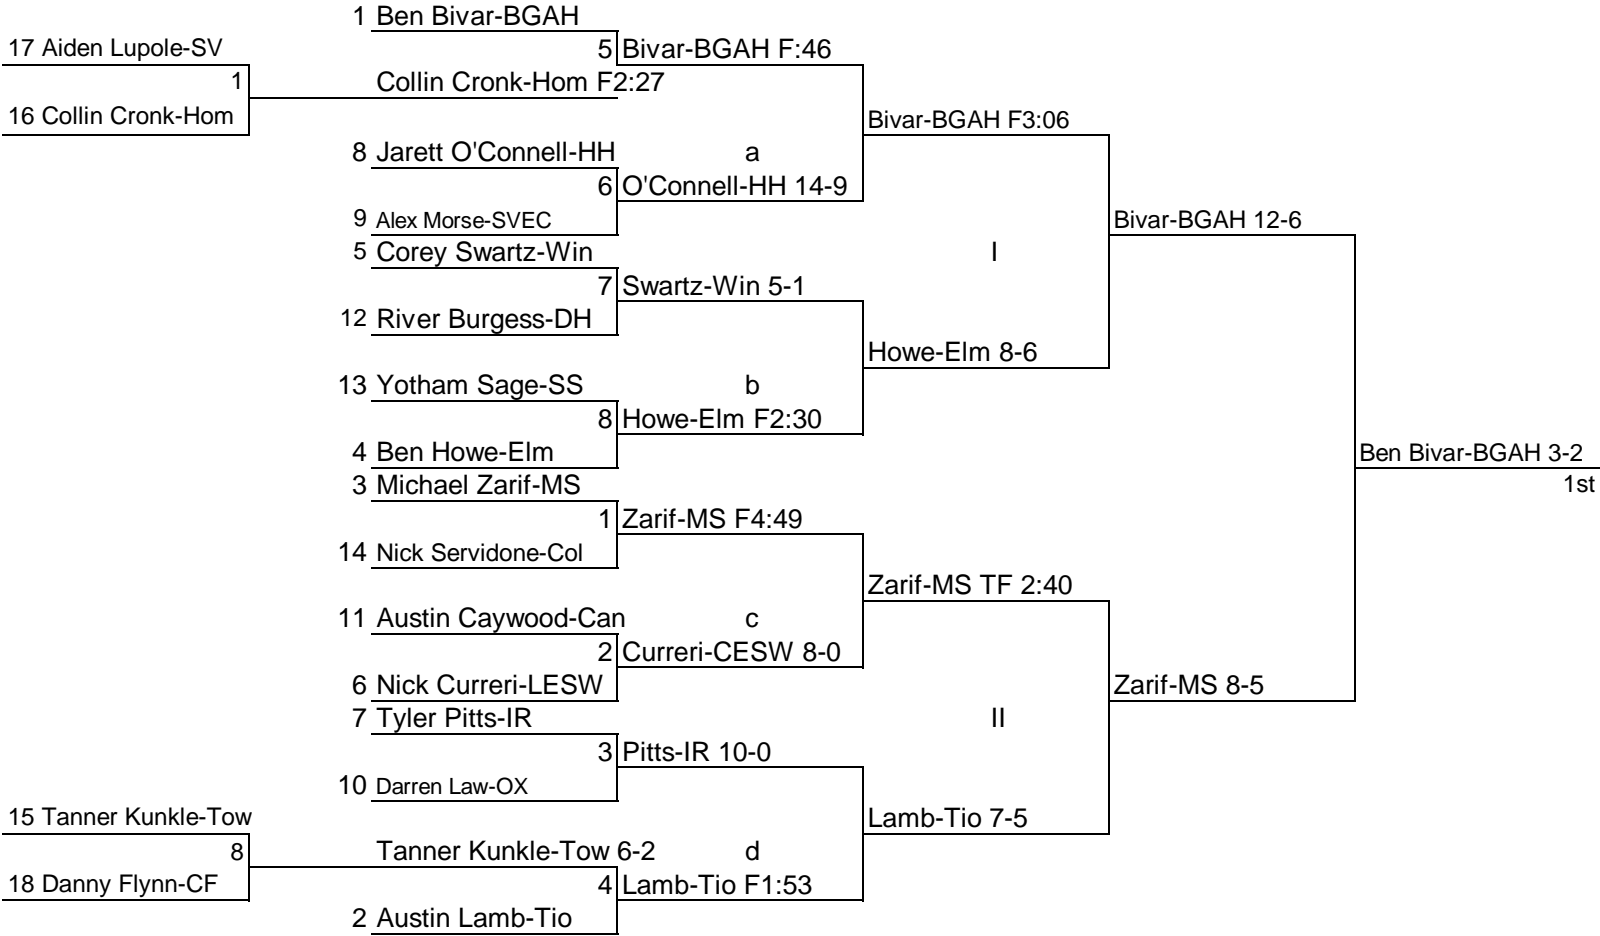 1 Ben Bivar-BGAH
17 Aiden Lupole-SV
5 Bivar-BGAH F:46
1
Collin Cronk-Hom F2:27
16 Collin Cronk-Hom
Bivar-BGAH F3:06
8 Jarett O'Connell-HH
a
6 O'Connell-HH 14-9
9 Alex Morse-SVEC
Bivar-BGAH 12-6
5 Corey Swartz-Win
I
7 Swartz-Win 5-1
12 River Burgess-DH
Howe-Elm 8-6
13 Yotham Sage-SS
b
8 Howe-Elm F2:30
4 Ben Howe-Elm
Ben Bivar-BGAH 3-2
3 Michael Zarif-MS
1st
1 Zarif-MS F4:49
14 Nick Servidone-Col
Zarif-MS TF 2:40
11 Austin Caywood-Can
c
2 Curreri-CESW 8-0
6 Nick Curreri-LESW
Zarif-MS 8-5
7 Tyler Pitts-IR
II
3 Pitts-IR 10-0
10 Darren Law-OX
15 Tanner Kunkle-Tow
Lamb-Tio 7-5
8
Tanner Kunkle-Tow 6-2
d
18 Danny Flynn-CF
4 Lamb-Tio F1:53
2 Austin Lamb-Tio